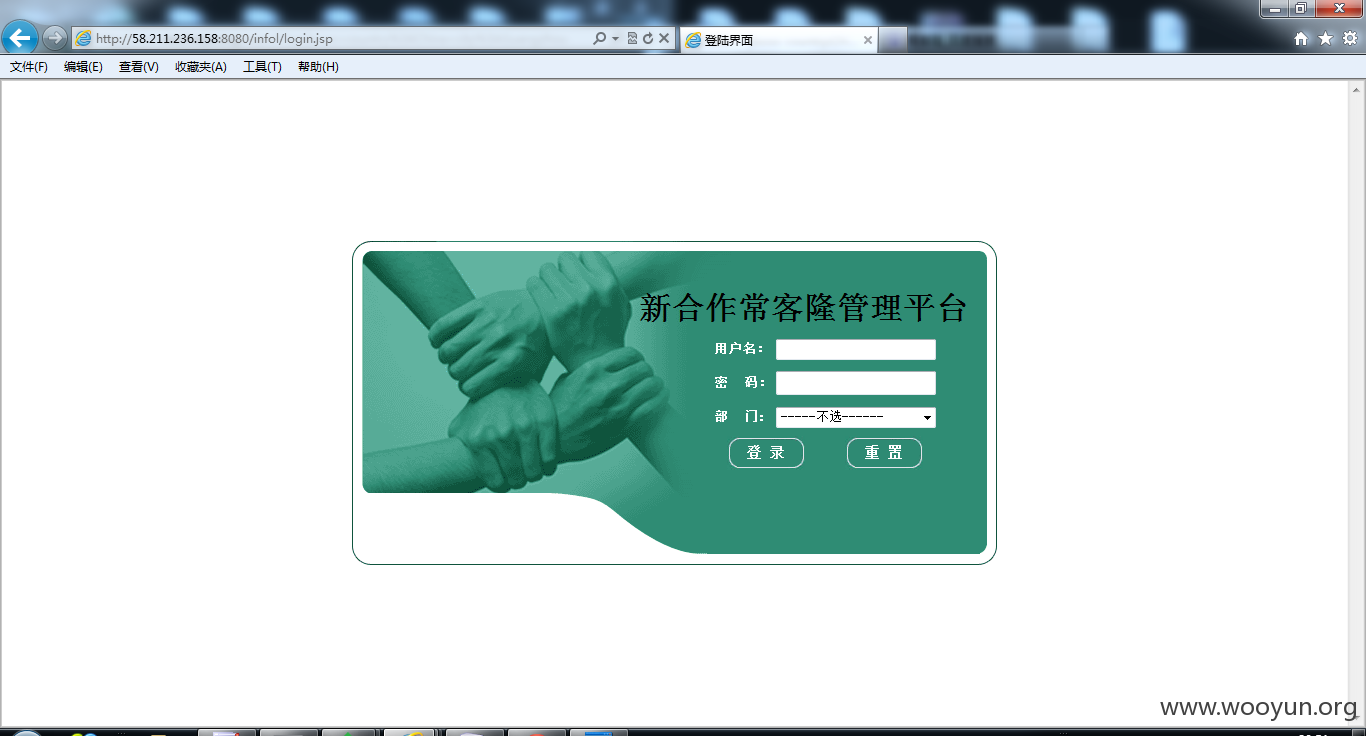 http://58.211.236.158:8080/infol/login.jsp
登陆界面
文件(F) 编辑(E) 查看(V) 收藏夹(A) 工具(T) 帮助(H)
新合作常客隆管理平台
用户名：
密 码：
部 门： -----不选------
登 录 重 置
www.wooyun.org